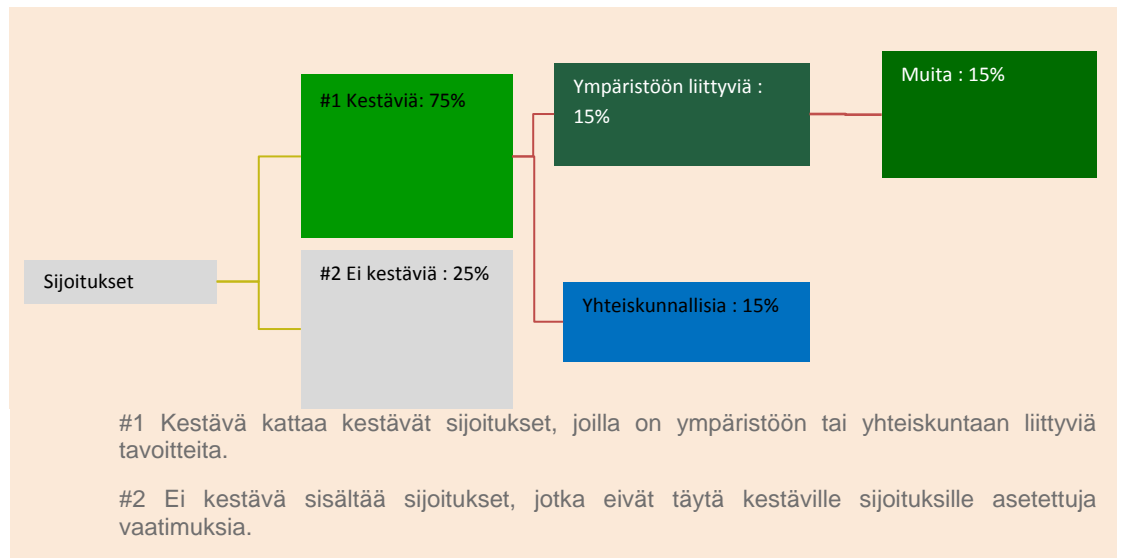 #1 Kestäviä: 75%
Ympäristöön liittyviä :
15%
Muita : 15%
Sijoitukset
#2 Ei kestäviä : 25%
Yhteiskunnallisia : 15%
#1 Kestävä kattaa kestävät sijoitukset, joilla on ympäristöön tai yhteiskuntaan liittyviä
tavoitteita.
#2 Ei kestävä sisältää sijoitukset, jotka eivät täytä kestäville sijoituksille asetettuja
vaatimuksia.